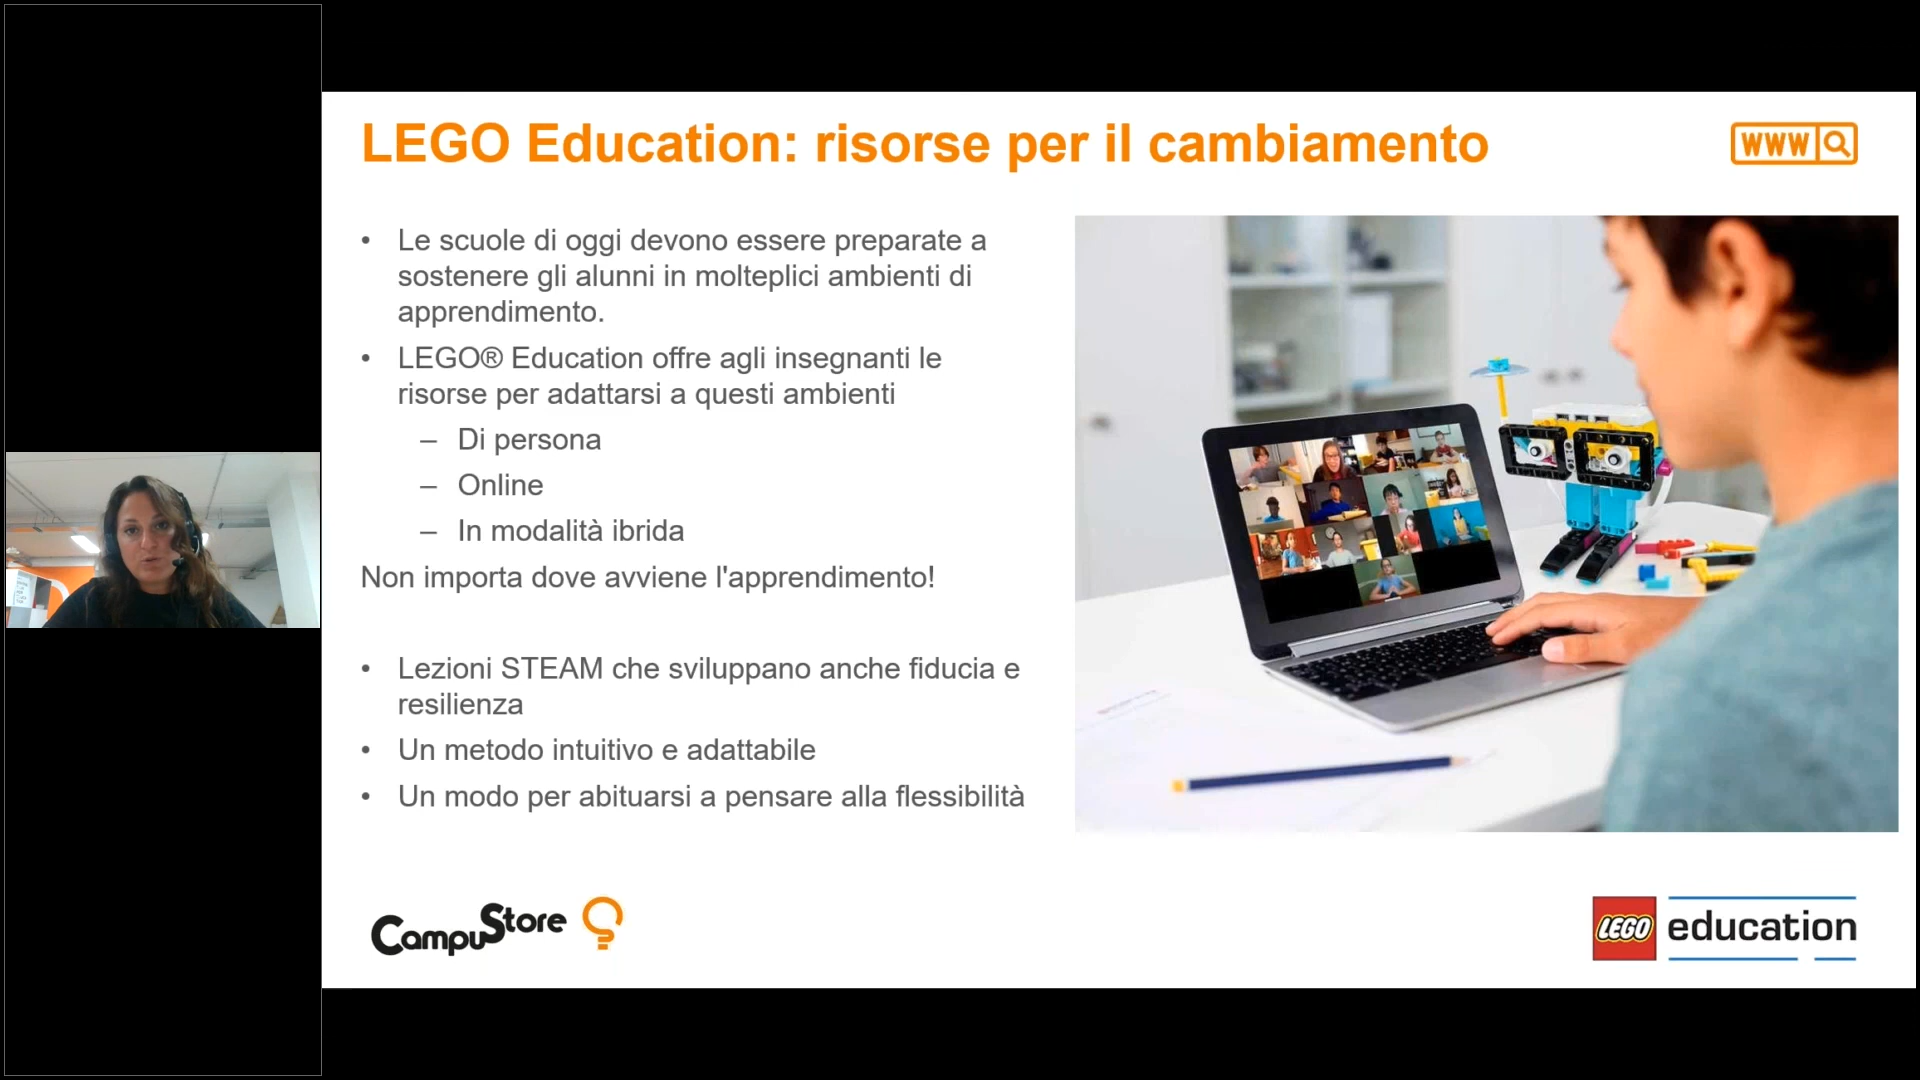 LEGO Education: risorse per il cambiamento
WWW
• Le scuole di oggi devono essere preparate a
sostenere gli alunni in molteplici ambienti di
apprendimento.
• LEGO® Education offre agli insegnanti le
risorse per adattarsi a questi ambienti
– Di persona
– Online
– In modalità ibrida
Non importa dove avviene l'apprendimento!
• Lezioni STEAM che sviluppano anche fiducia e
resilienza
• Un metodo intuitivo e adattabile
• Un modo per abituarsi a pensare alla flessibilità
CampuStore
LEGO education